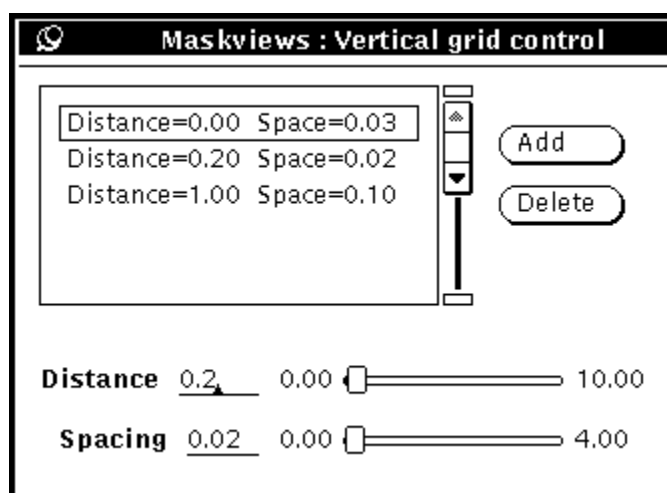 Maskviews : Vertical grid control
Distance=0.00 Space=0.03
Distance=0.20 Space=0.02
Distance=1.00 Space=0.10
Add
Delete
Distance 0.2 0.00 10.00
Spacing 0.02 0.00 4.00